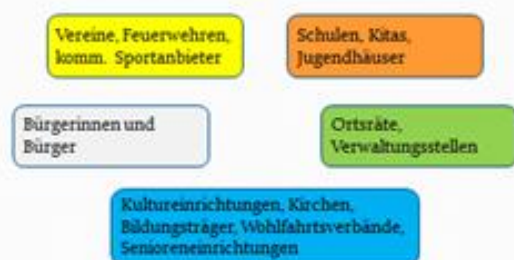 Vereine, Feuerwehren,
komm. Sportanbieter
Schulen, Kitas,
Jugendhäuser
Bürgerinnen und
Bürger
Ortsräte,
Verwaltungsstellen
Kultureinrichtungen, Kirchen,
Bildungsträger, Wohlfahrtsverbände,
Senioreneinrichtungen